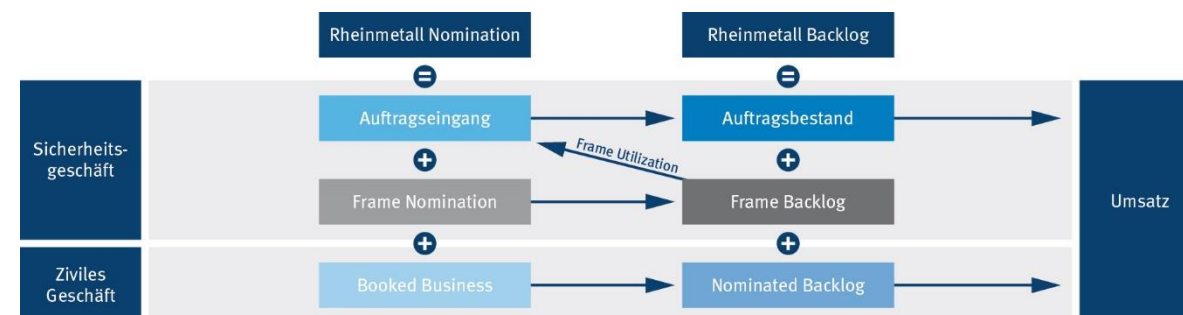 Rheinmetall Nomination
Rheinmetall Backlog
=
=
Sicherheits-
geschäft
Auftragseingang
Auftragsbestand
+
Frame Utilization
+
Frame Nomination
Frame Backlog
Umsatz
+
+
Ziviles
Geschäft
Booked Business
Nominated Backlog